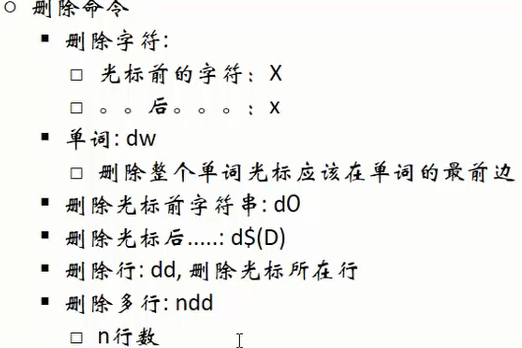 删除命令
删除字符:
光标前的字符：X
。。后。。。：x
单词: dw
删除整个单词光标应该在单词的最前边
删除光标前字符串: d0
删除光标后.....: d$(D)
删除行: dd, 删除光标所在行
删除多行: ndd
n行数